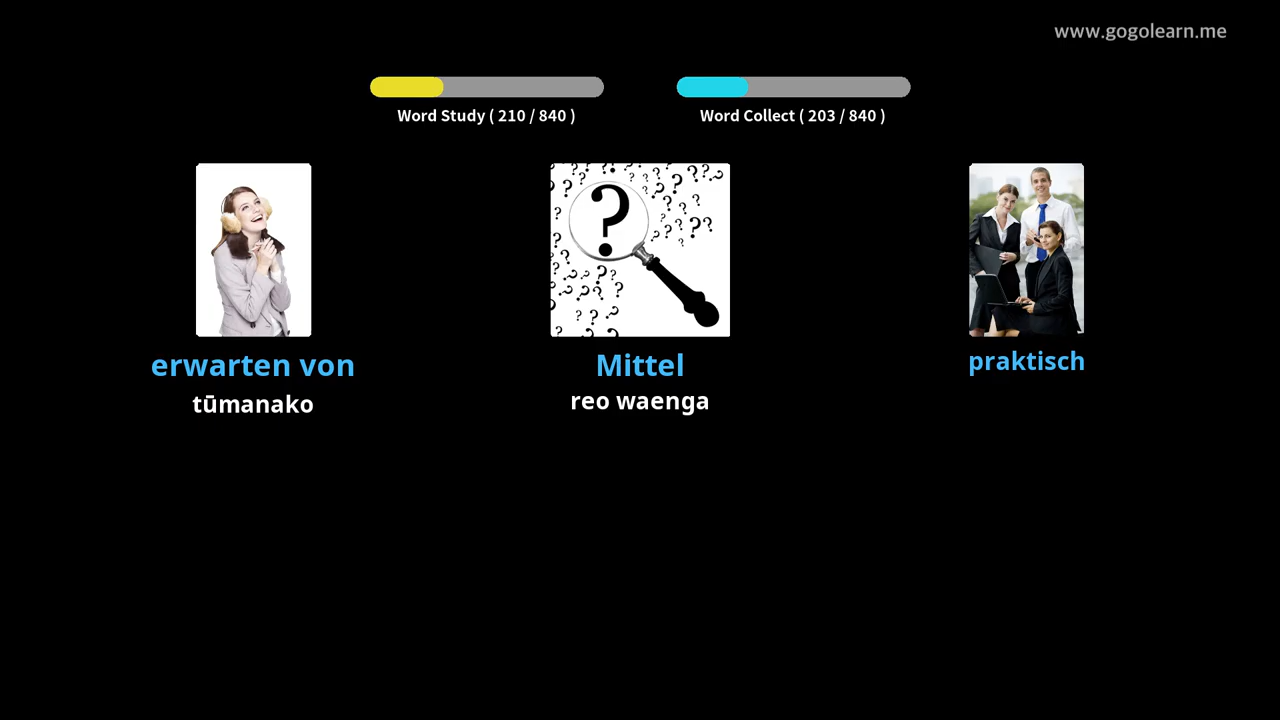 www.gogolearn.me
Word Study ( 210 / 840 )
Word Collect ( 203 / 840 )
erwarten von
tūmanako
Mittel
reo waenga
praktisch